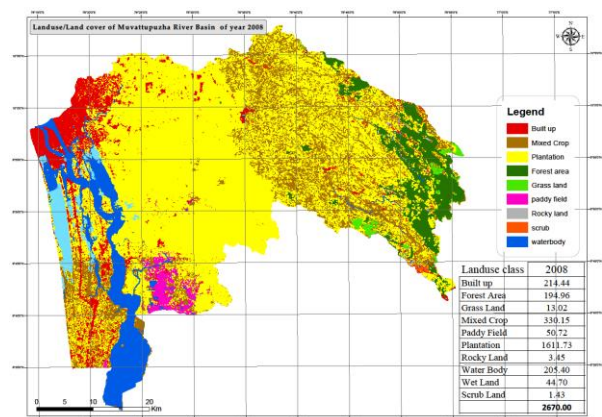 Landuse/Land cover of Muvattupuzha River Basin of year 2008
N
Legend
Built up
Mixed Crop
Plantation
Forest area
Grass land
paddy field
Rocky land
scrub
waterbody
Landuse class 2008
Built up 214.44
Forest Area 194.96
Grass Land 13.02
Mixed Crop 330.15
Paddy Field 50.72
Plantation 1611.73
Rocky Land 3.45
Water Body 205.40
Wet Land 44.70
Scrub Land 1.43
2670.00
0 5 10 20
Km